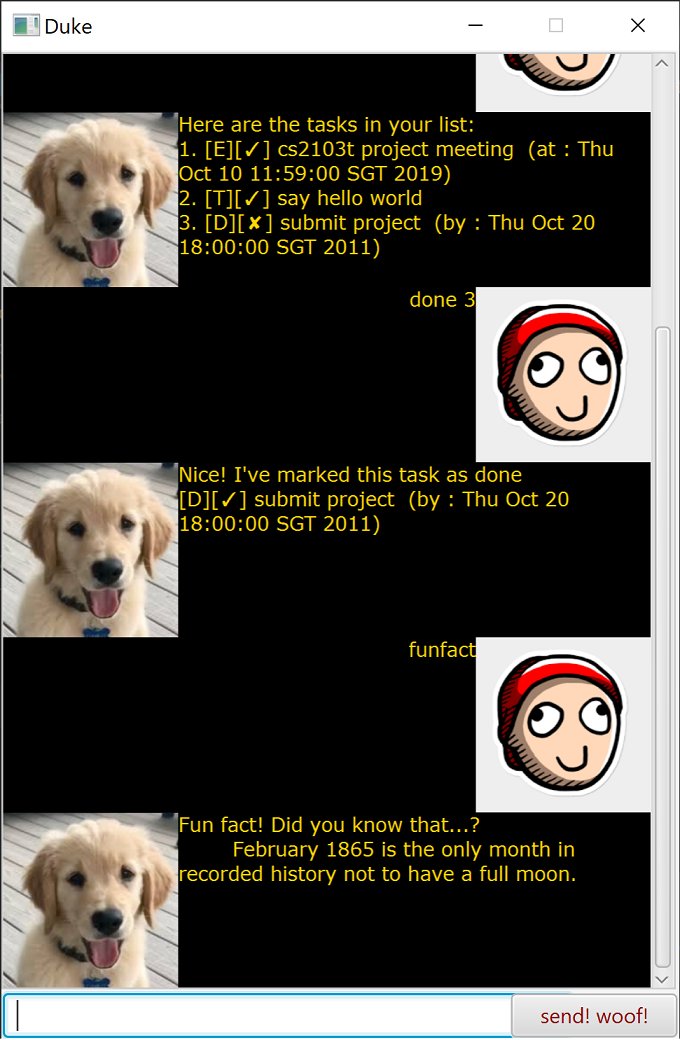 Duke
Here are the tasks in your list:
1. [E][✓] cs2103t project meeting  (at : Thu
Oct 10 11:59:00 SGT 2019)
2. [T][✓] say hello world
3. [D][✘] submit project  (by : Thu Oct 20
18:00:00 SGT 2011)
done 3
Nice! I've marked this task as done
[D][✓] submit project  (by : Thu Oct 20
18:00:00 SGT 2011)
funfact
Fun fact! Did you know that...?
February 1865 is the only month in
recorded history not to have a full moon.
send! woof!